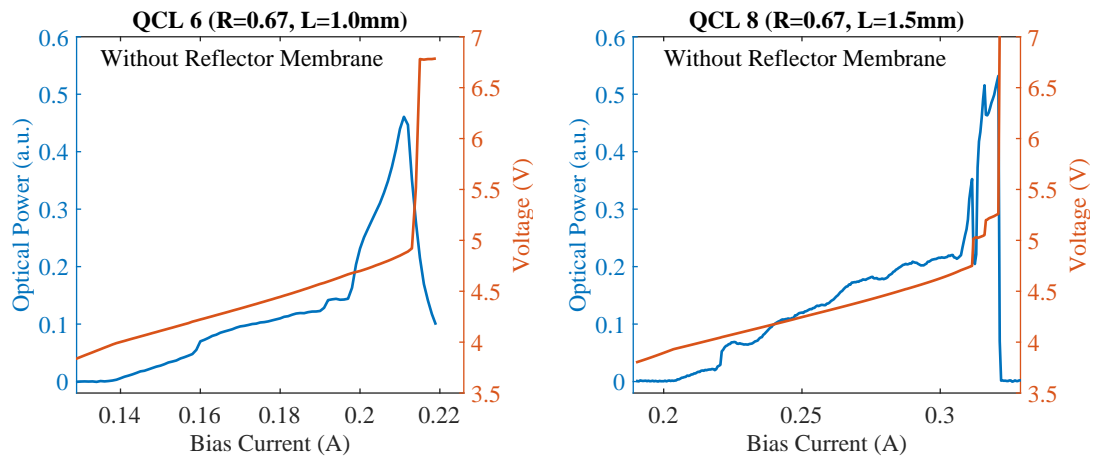 QCL 6 (R=0.67, L=1.0mm)
Without Reflector Membrane
0.6
0.5
0.4
0.3
0.2
0.1
0
Optical Power (a.u.)
7
6.5
6
5.5
5
4.5
4
3.5
Voltage (V)
0.14 0.16 0.18 0.2 0.22
Bias Current (A)
QCL 8 (R=0.67, L=1.5mm)
Without Reflector Membrane
0.6
0.5
0.4
0.3
0.2
0.1
0
Optical Power (a.u.)
7
6.5
6
5.5
5
4.5
4
3.5
Voltage (V)
0.2 0.25 0.3
Bias Current (A)